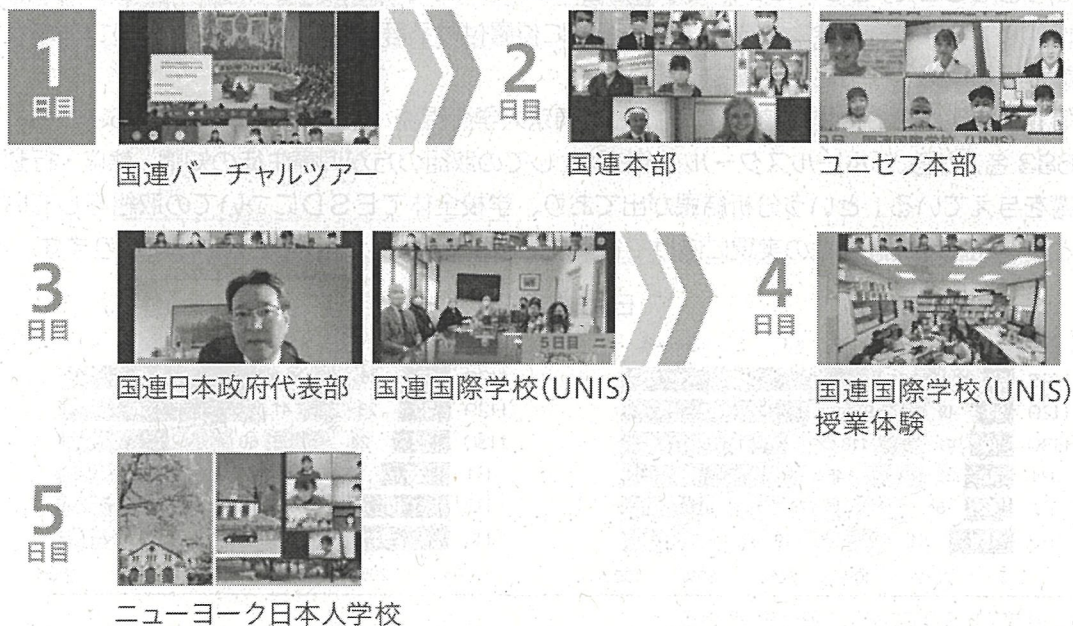 1
日目
国連バーチャルツアー
2
日目
国連本部
ユニセフ本部
3
日目
国連日本政府代表部
国連国際学校(UNIS)
5日目
4
日目
国連国際学校(UNIS)
授業体験
5
日目
ニューヨーク日本人学校